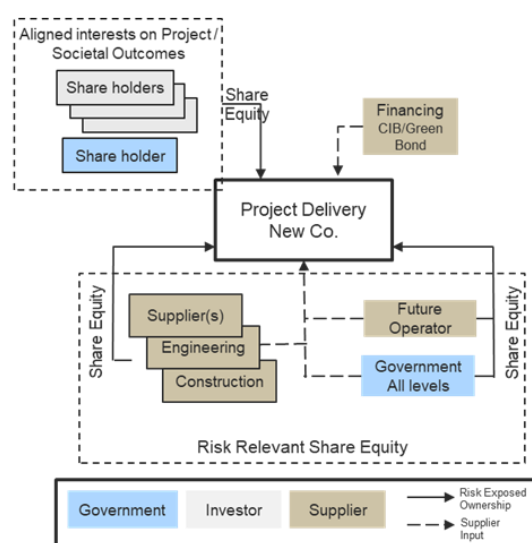 Aligned interests on Project /
Societal Outcomes
Share holders
Share holder
Share
Equity
Financing
CIB/Green
Bond
Project Delivery
New Co.
Share Equity
Supplier(s)
Engineering
Construction
Future
Operator
Government
All levels
Share Equity
Risk Relevant Share Equity
Government
Investor
Supplier
Risk Exposed
Ownership
Supplier
Input